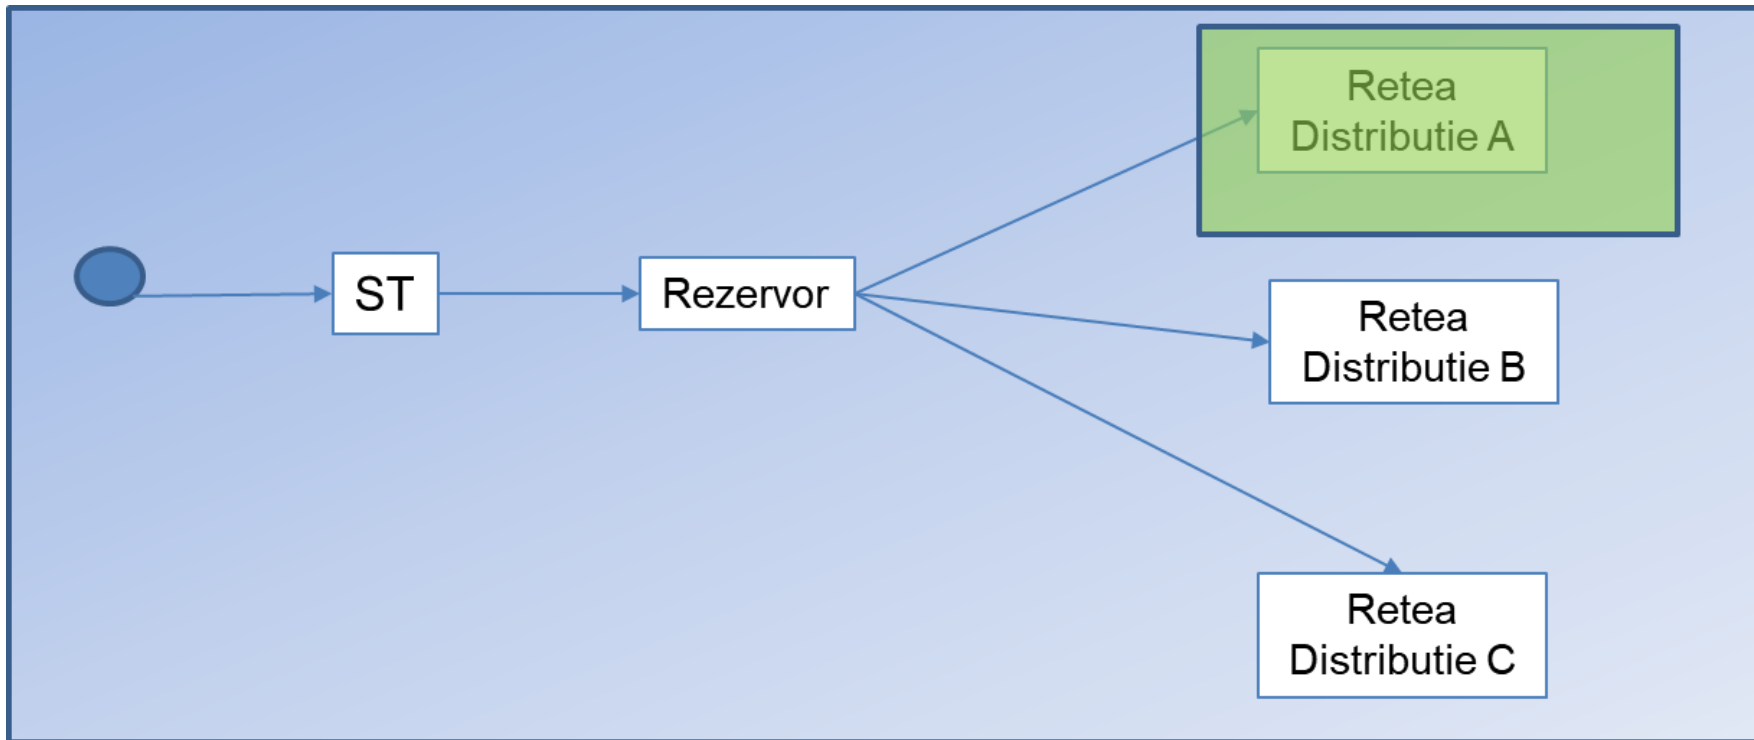 Retea
Distributie A
ST
Rezervor
Retea
Distributie B
Retea
Distributie C